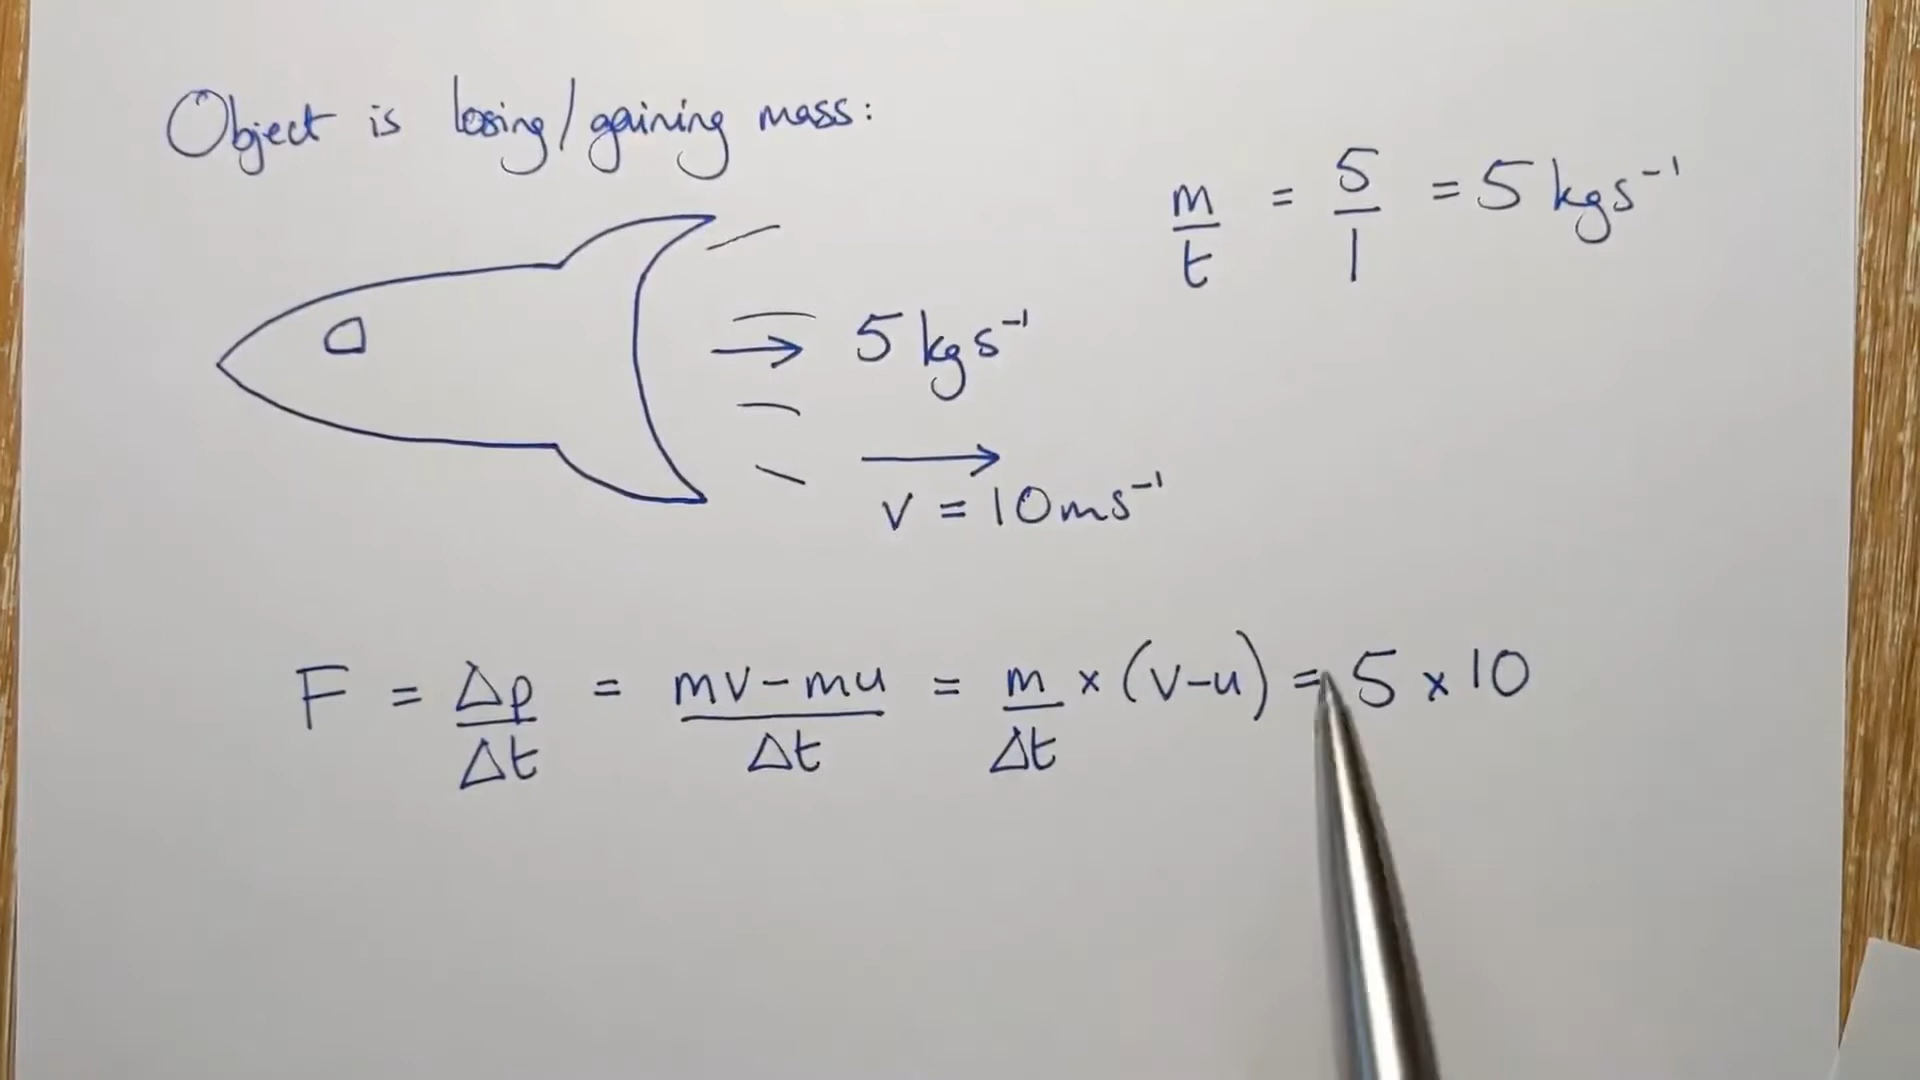 Object is losing/gaining mass:
m/t = 5/1 = 5 kgs⁻¹
5 kgs⁻¹
v = 10ms⁻¹
F = Δp/Δt = mv-mu/Δt = m/Δt × (v-u) = 5 × 10